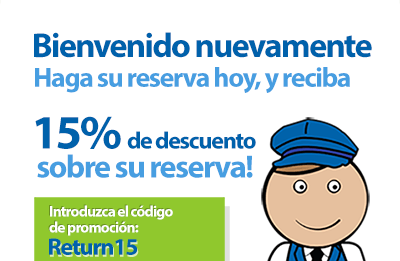 Bienvenido nuevamente
Haga su reserva hoy, y reciba
15% de descuento
sobre su reserva!
Introduzca el código
de promoción:
Return15